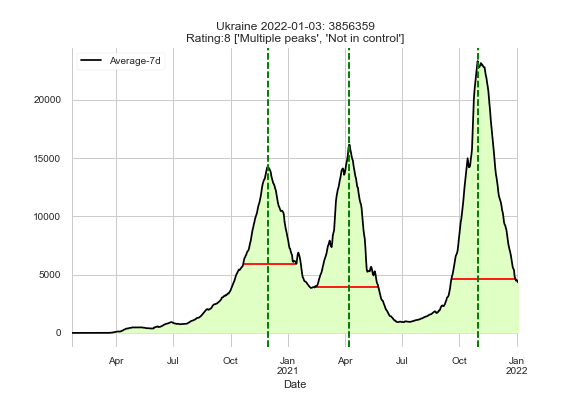 Ukraine 2022-01-03: 3856359
Rating:8 ['Multiple peaks', 'Not in control']
Average-7d
20000
15000
10000
5000
0
Apr
Jul
Oct
Jan
2021
Apr
Jul
Oct
Jan
2022
Date